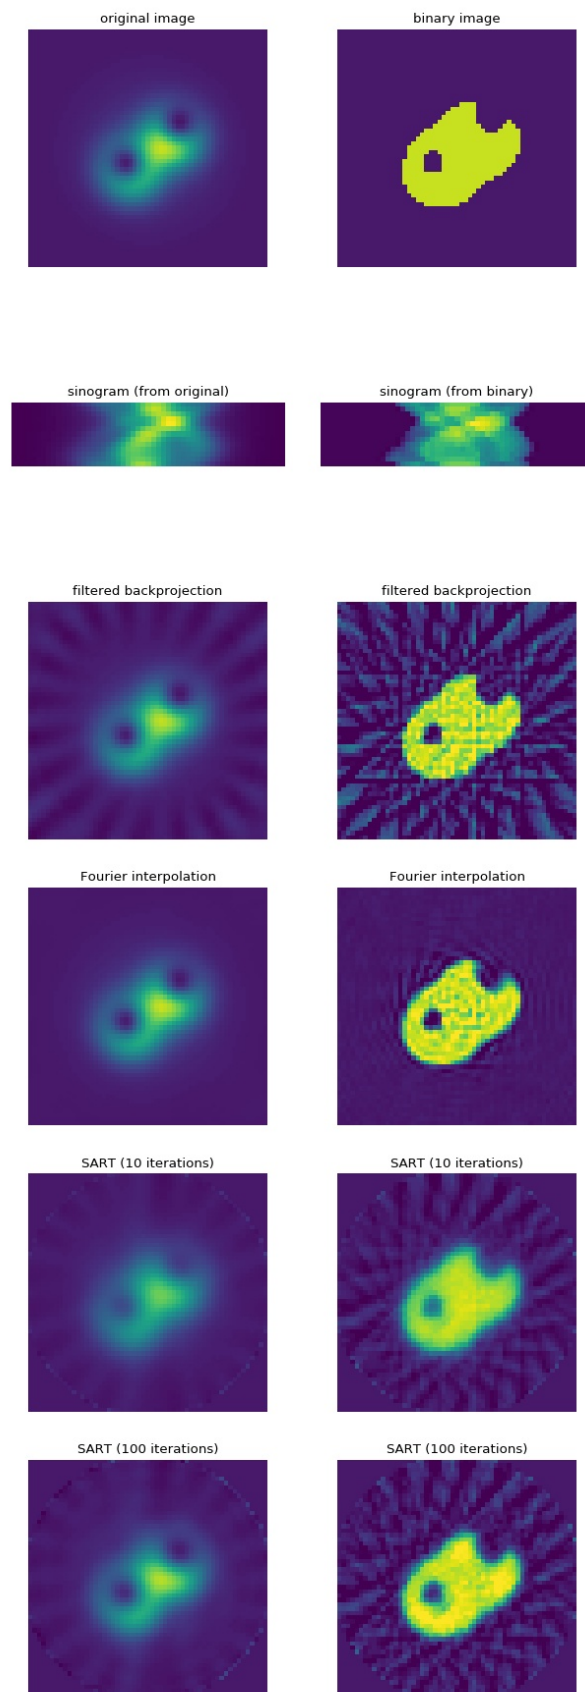 original image
binary image
sinogram (from original)
sinogram (from binary)
filtered backprojection
filtered backprojection
Fourier interpolation
Fourier interpolation
SART (10 iterations)
SART (10 iterations)
SART (100 iterations)
SART (100 iterations)